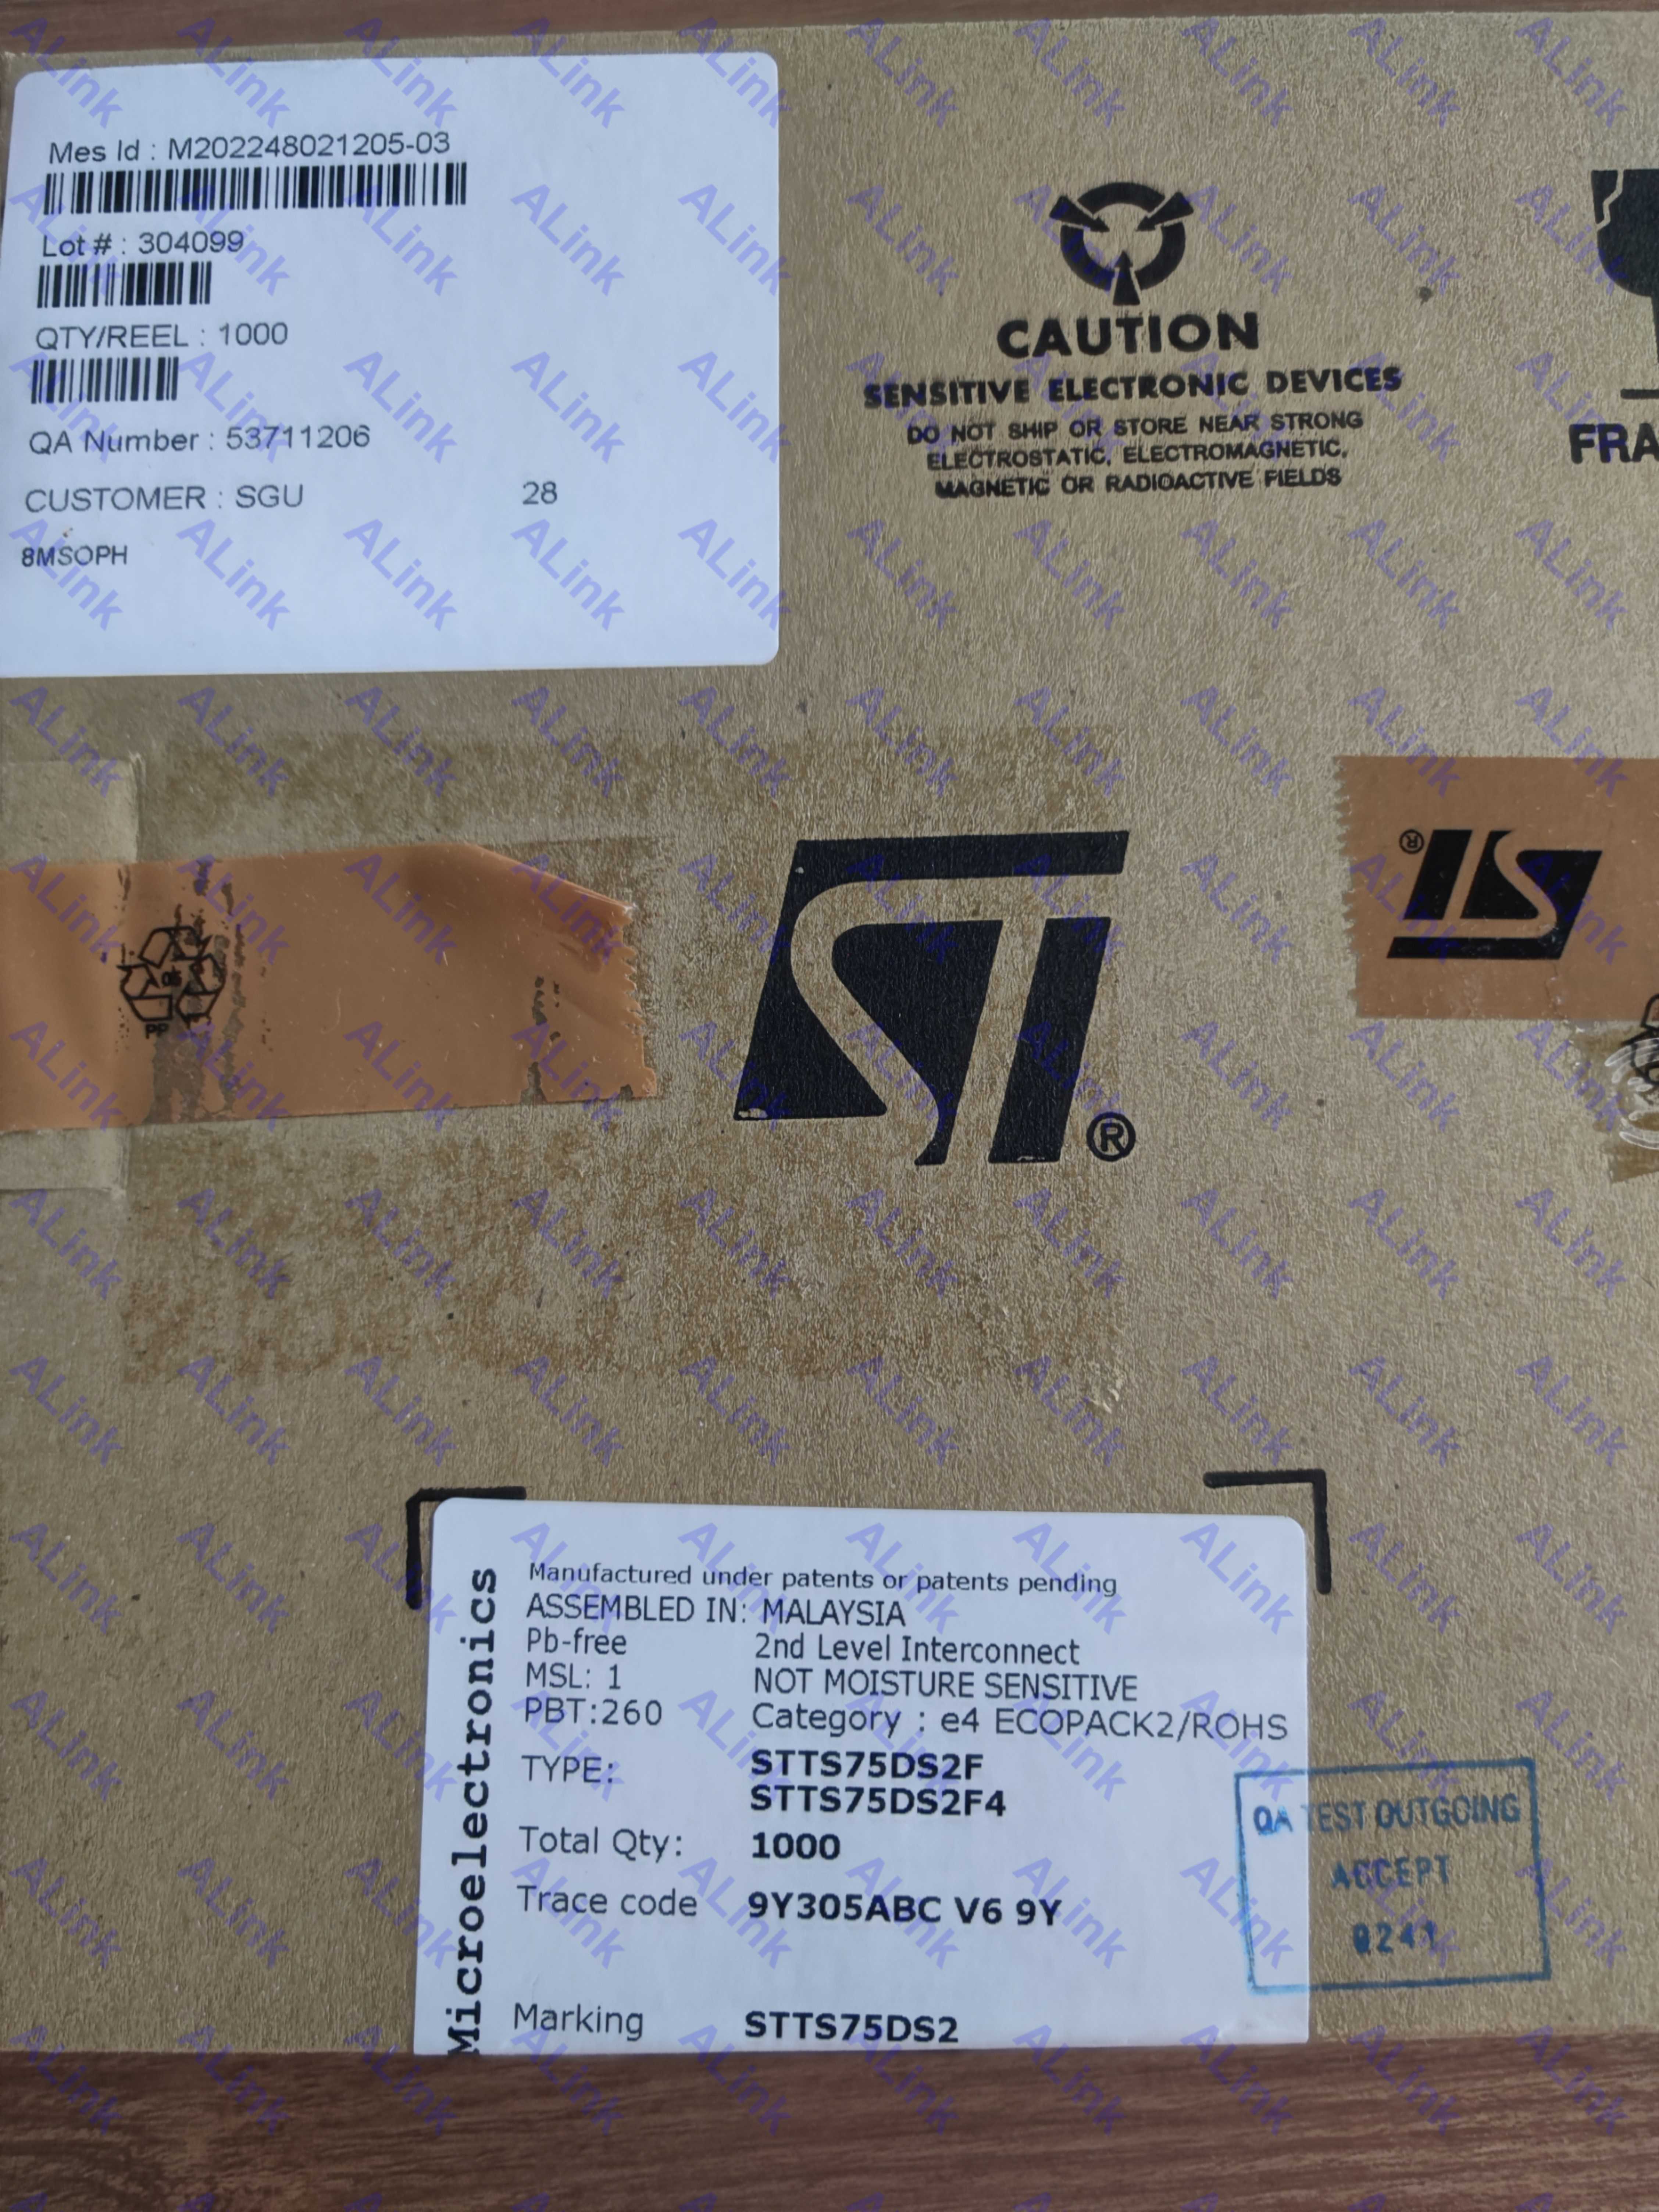 Mes Id : M202248021205-03
Lot # : 304099
QTY/REEL : 1000
QA Number : 53711206
CUSTOMER : SGU 28
8MSOPH
CAUTION
SENSITIVE ELECTRONIC DEVICES
DO NOT SHIP OR STORE NEAR STRONG
ELECTROSTATIC, ELECTROMAGNETIC,
MAGNETIC OR RADIOACTIVE FIELDS
FRA
PP
ST®
ST®
Microelectronics
Manufactured under patents or patents pending
ASSEMBLED IN: MALAYSIA
Pb-free 2nd Level Interconnect
MSL: 1 NOT MOISTURE SENSITIVE
PBT:260 Category : e4 ECOPACK2/ROHS
TYPE: STTS75DS2F
STTS75DS2F4
Total Qty: 1000
Trace code 9Y305ABC V6 9Y
Marking STTS75DS2
QA TEST OUTGOING
ACCEPT
ALink